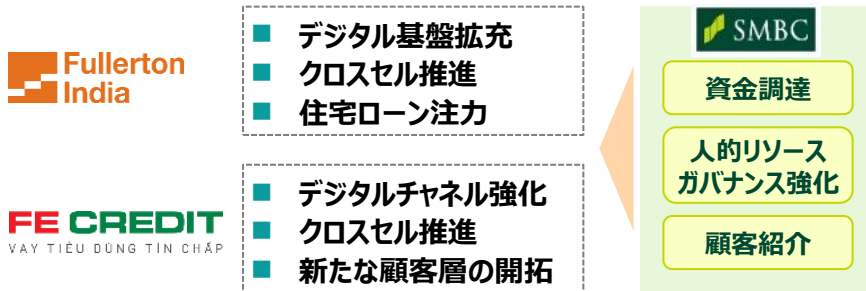 Fullerton
India
デジタル基盤拡充
クロスセル推進
住宅ローン注力
FE CREDIT
VAY TIÊU DÙNG TÍN CHẤP
デジタルチャネル強化
クロスセル推進
新たな顧客層の開拓
SMBC
資金調達
人的リソース
ガバナンス強化
顧客紹介